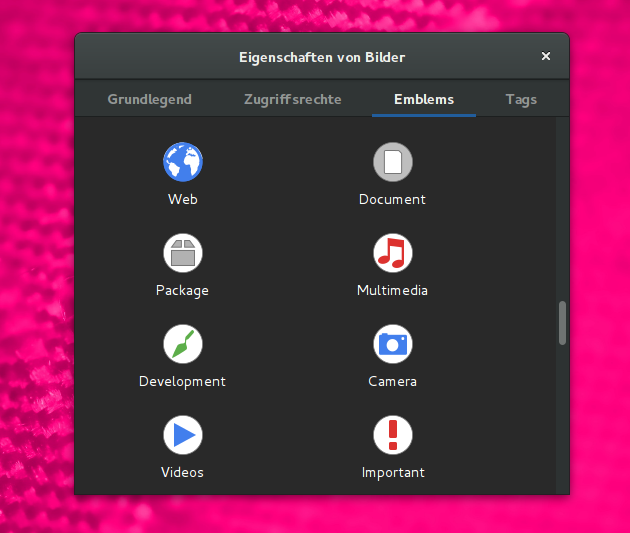 Eigenschaften von Bilder
Grundlegend Zugriffsrechte Emblems Tags
Web Document
Package Multimedia
Development Camera
Videos Important